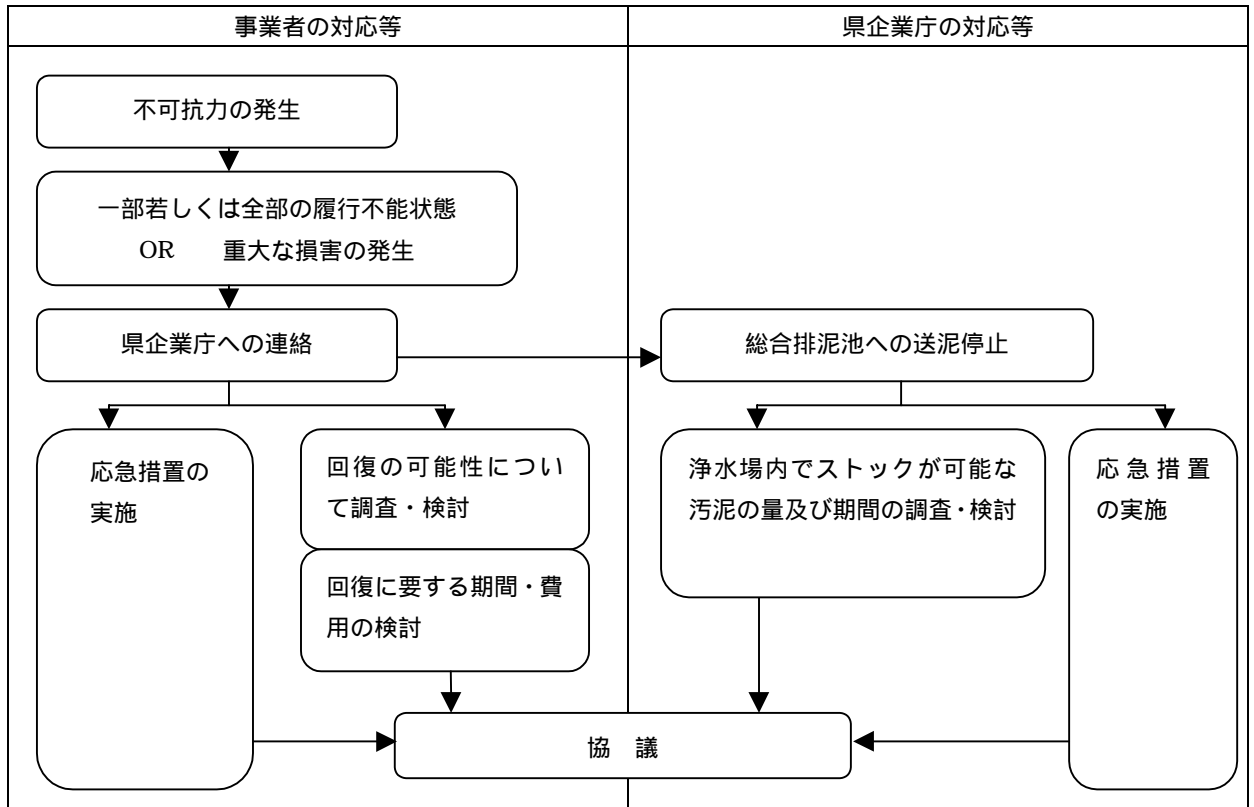 事業者の対応等
県企業庁の対応等
不可抗力の発生
一部若しくは全部の履行不能状態
OR 重大な損害の発生
県企業庁への連絡
総合排泥池への送泥停止
応急措置の
実施
回復の可能性につい
て調査・検討
回復に要する期間・費
用の検討
浄水場内でストックが可能な
汚泥の量及び期間の調査・検討
応急措置
の実施
協 議